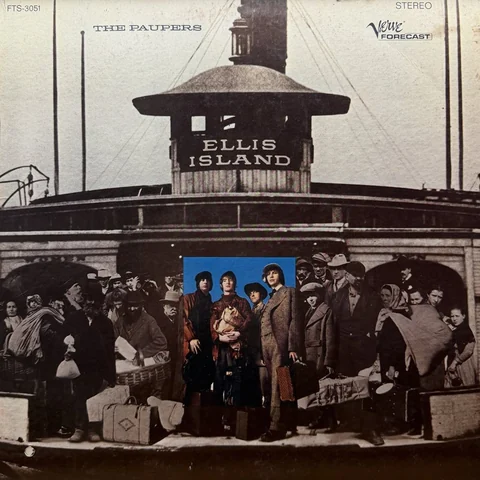 FTS-3051
STEREO
THE PAUPERS
Verve
FORECAST
ELLIS
ISLAND